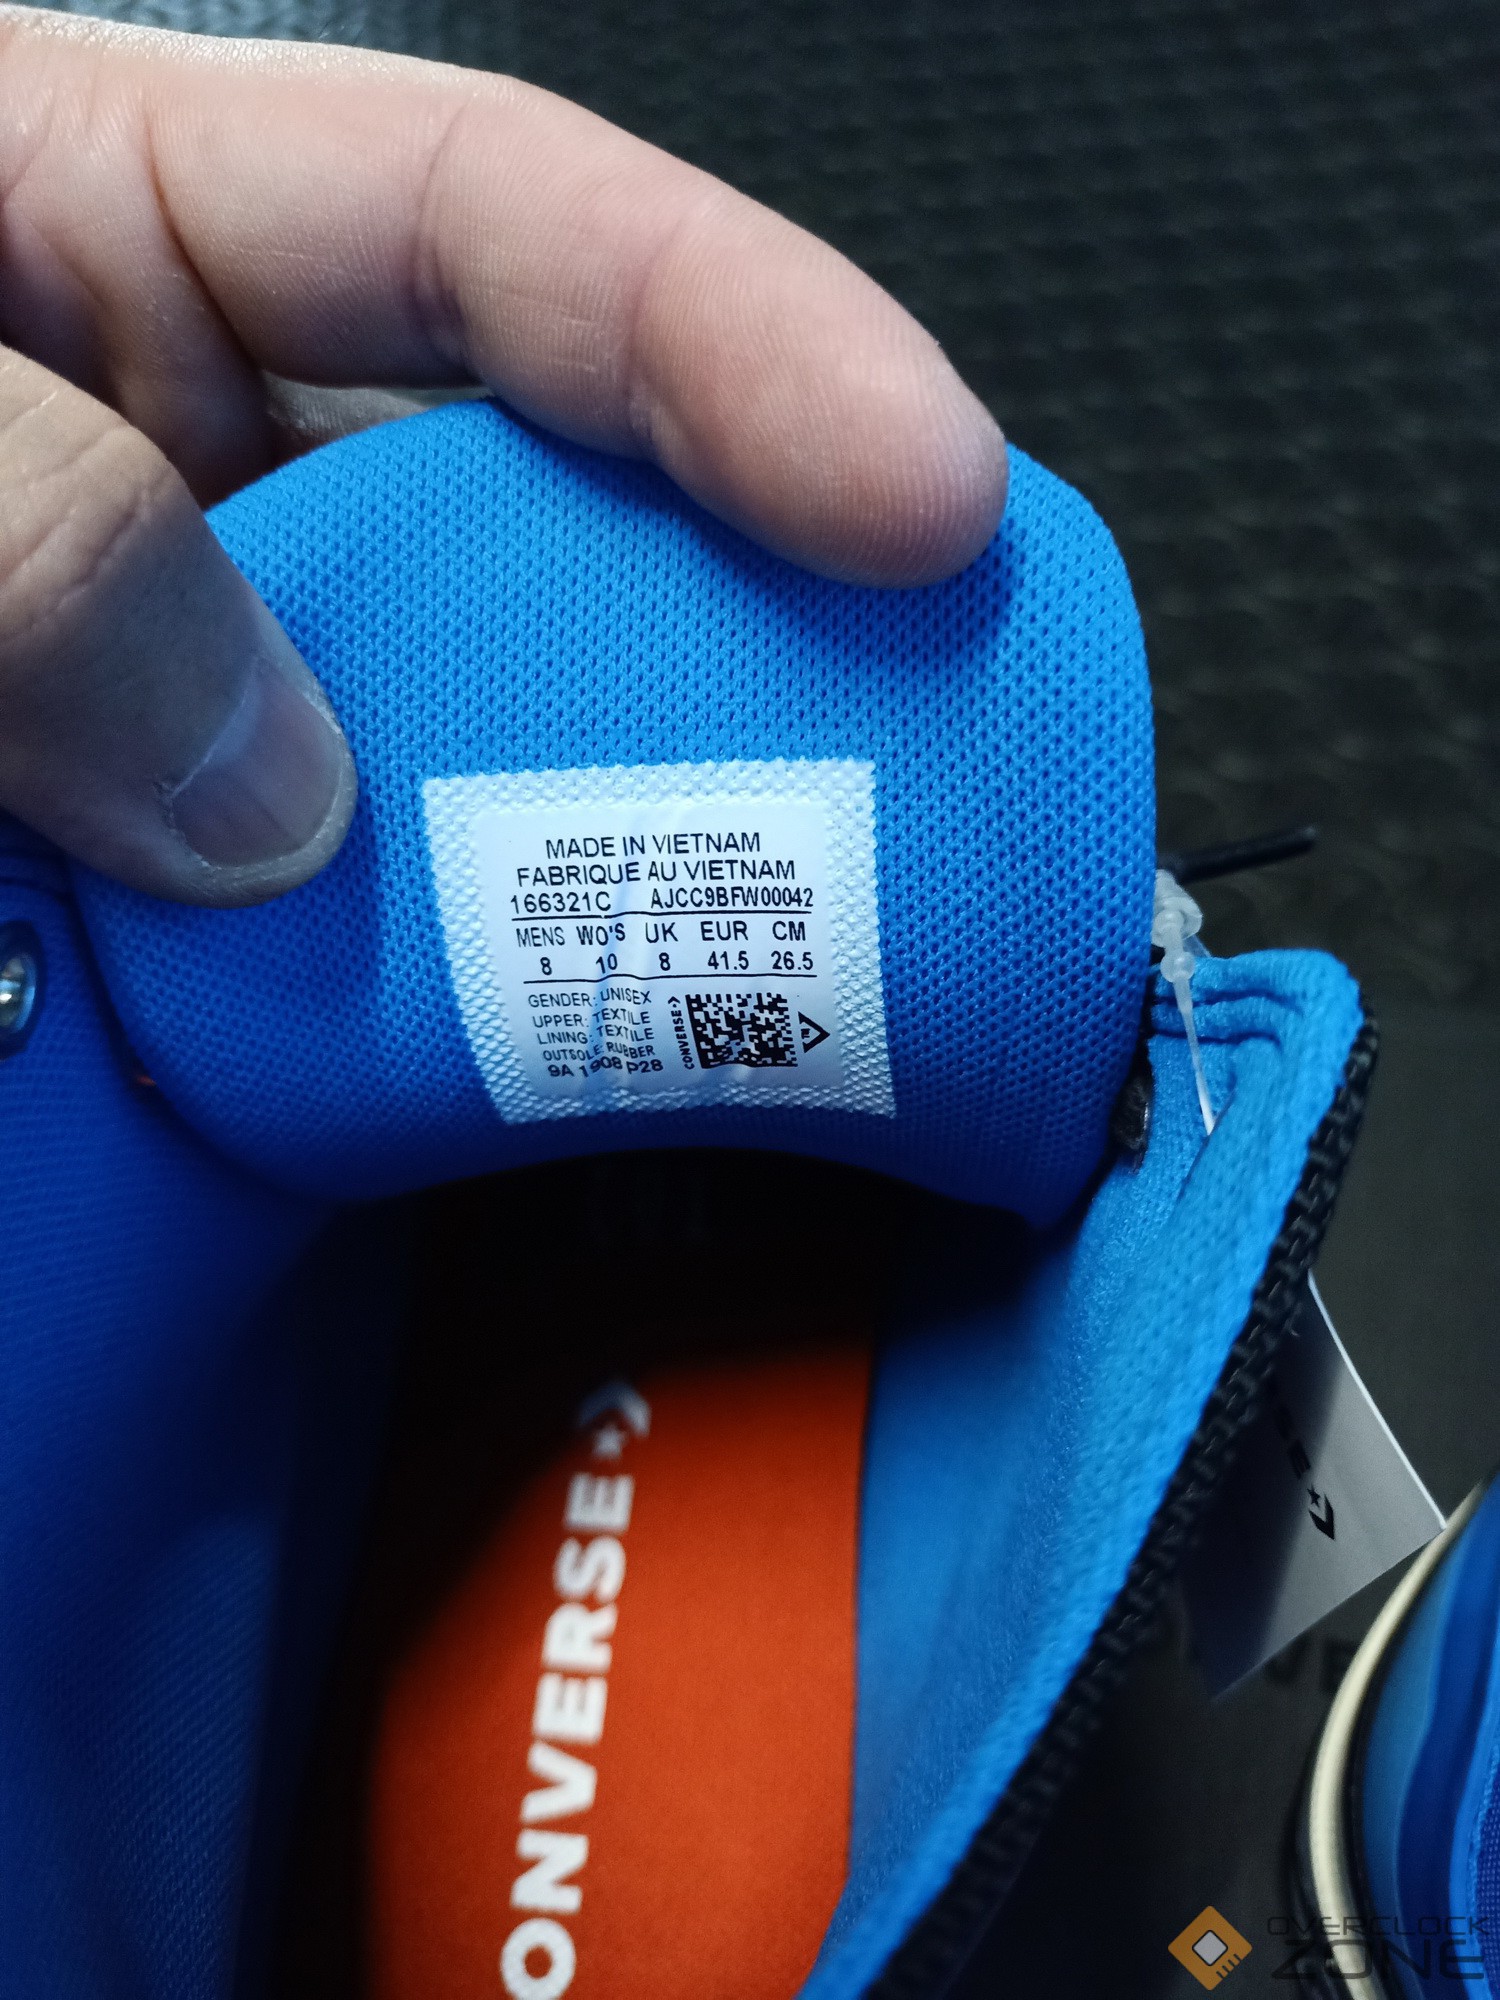 MADE IN VIETNAM
FABRIQUE AU VIETNAM
166321C AJCC9BFW00042
MENS WO'S UK EUR CM
8 10 8 41.5 26.5
GENDER: UNISEX
UPPER: TEXTILE
LINING: TEXTILE
OUTSOLE: RUBBER
9A 1908 P28
CONVERSE
ONVERSE
OVERCLOCK
ZONE